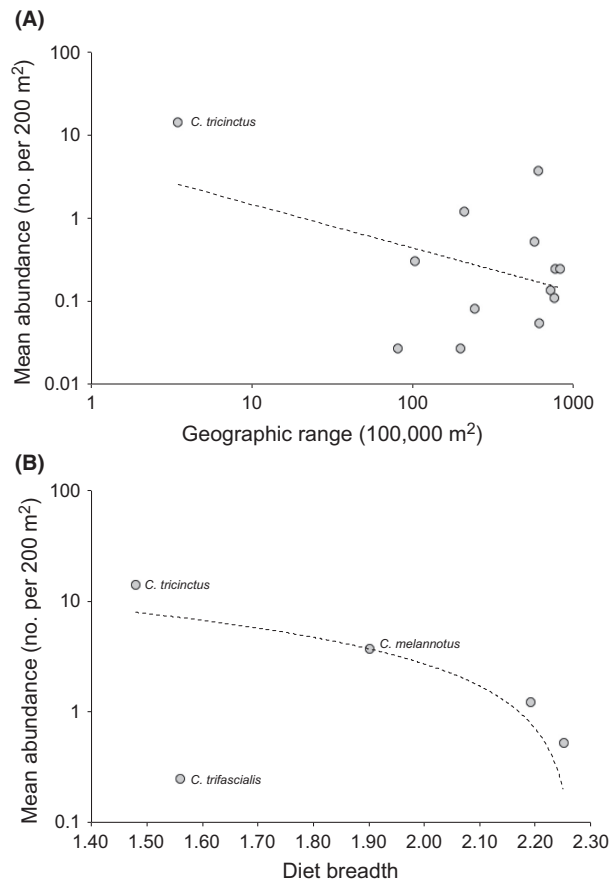 (A)
100
10
1
0.1
0.01
Mean abundance (no. per 200 m²)
C. tricinctus
1 10 100 1000
Geographic range (100,000 m²)
(B)
100
10
1
0.1
Mean abundance (no. per 200 m²)
C. tricinctus
C. melannotus
C. trifascialis
1.40 1.50 1.60 1.70 1.80 1.90 2.00 2.10 2.20 2.30
Diet breadth